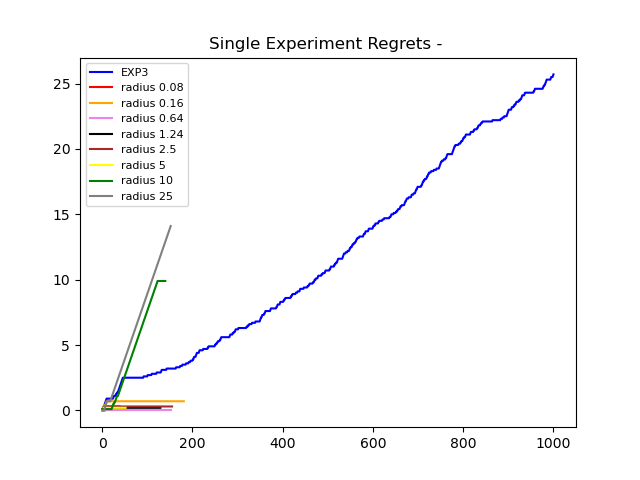 Single Experiment Regrets -
EXP3
radius 0.08
radius 0.16
radius 0.64
radius 1.24
radius 2.5
radius 5
radius 10
radius 25
25
20
15
10
5
0
0 200 400 600 800 1000